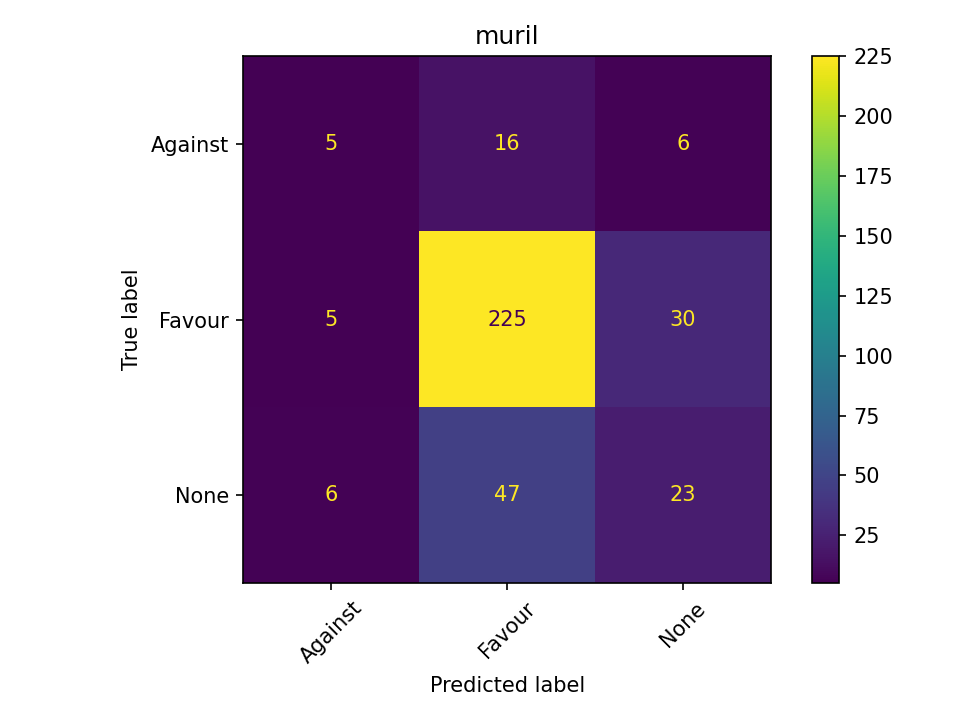 muril
Against 5 16 6
Favour 5 225 30
None 6 47 23
Against Favour None
Predicted label
True label
225
200
175
150
125
100
75
50
25